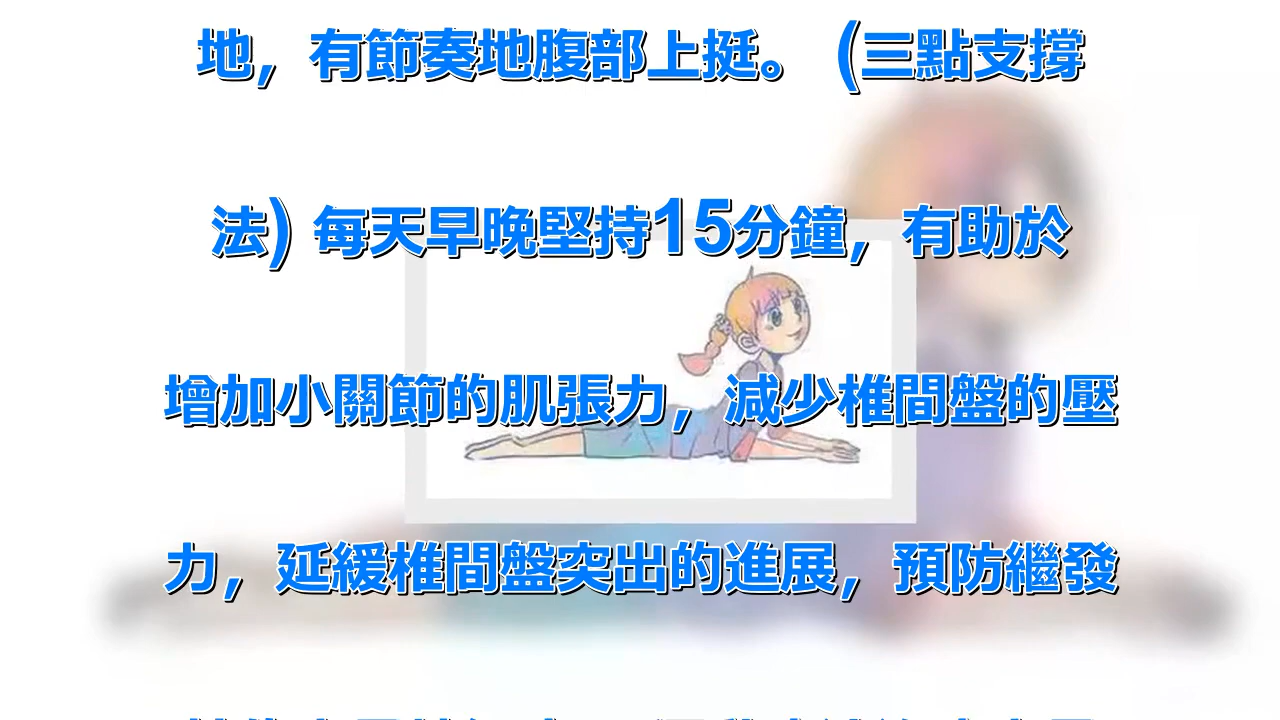 地，有節奏地腹部上挺。（三點支撐
法）每天早晚堅持15分鐘，有助於
增加小關節的肌張力，減少椎間盤的壓
力，延緩椎間盤突出的進展，預防繼發